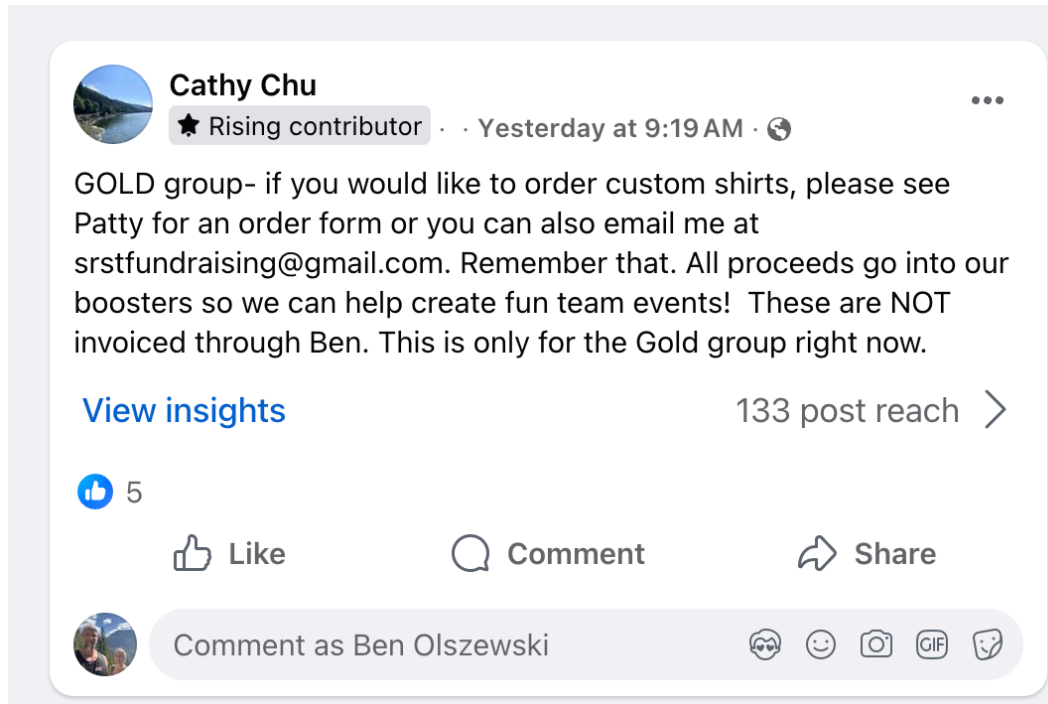 Cathy Chu
Rising contributor · · Yesterday at 9:19 AM ·
GOLD group- if you would like to order custom shirts, please see
Patty for an order form or you can also email me at
srstfundraising@gmail.com. Remember that. All proceeds go into our
boosters so we can help create fun team events!  These are NOT
invoiced through Ben. This is only for the Gold group right now.
View insights 133 post reach
5
Like Comment Share
Comment as Ben Olszewski GIF